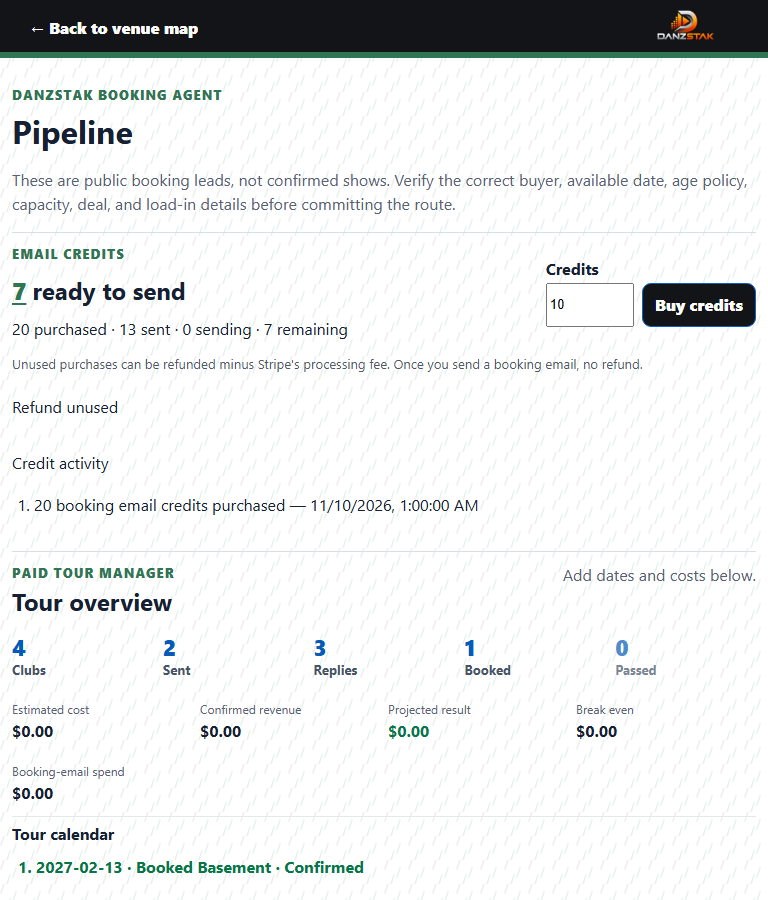 ← Back to venue map
DANZSTAK
DANZSTAK BOOKING AGENT
Pipeline
These are public booking leads, not confirmed shows. Verify the correct buyer, available date, age policy,
capacity, deal, and load-in details before committing the route.
EMAIL CREDITS
7 ready to send
20 purchased · 13 sent · 0 sending · 7 remaining
Credits
10
Buy credits
Unused purchases can be refunded minus Stripe's processing fee. Once you send a booking email, no refund.
Refund unused
Credit activity
1. 20 booking email credits purchased — 11/10/2026, 1:00:00 AM
PAID TOUR MANAGER
Add dates and costs below.
Tour overview
4 2 3 1 0
Clubs Sent Replies Booked Passed
Estimated cost Confirmed revenue Projected result Break even
$0.00 $0.00 $0.00 $0.00
Booking-email spend
$0.00
Tour calendar
1. 2027-02-13 · Booked Basement · Confirmed